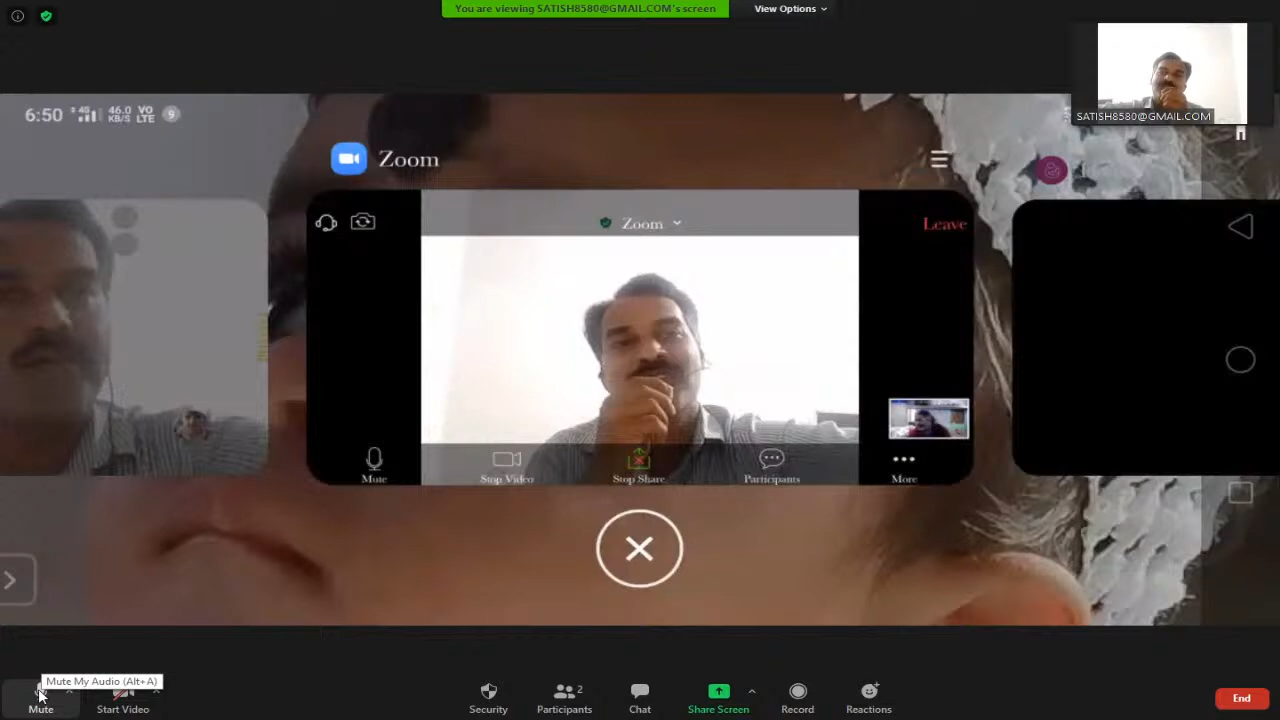 You are viewing SATISH8580@GMAIL.COM's screen
View Options
SATISH8580@GMAIL.COM
6:50
4G
46.0
KB/S
VO
LTE
9
Zoom
Zoom
Leave
Mute
Stop Video
Stop Share
Participants
More
Mute My Audio (Alt+A)
Mute
Start Video
Security
Participants
2
Chat
Share Screen
Record
Reactions
End